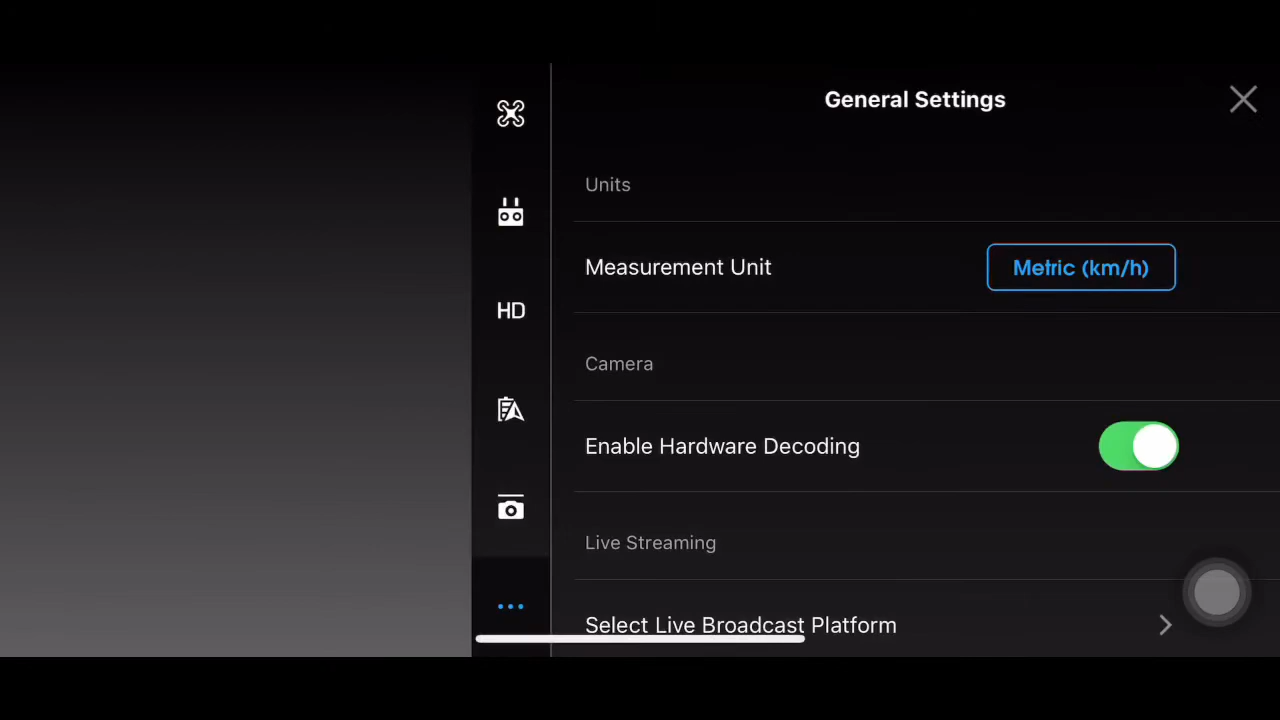 General Settings
Units
Measurement Unit
Metric (km/h)
HD
Camera
Enable Hardware Decoding
Live Streaming
Select Live Broadcast Platform